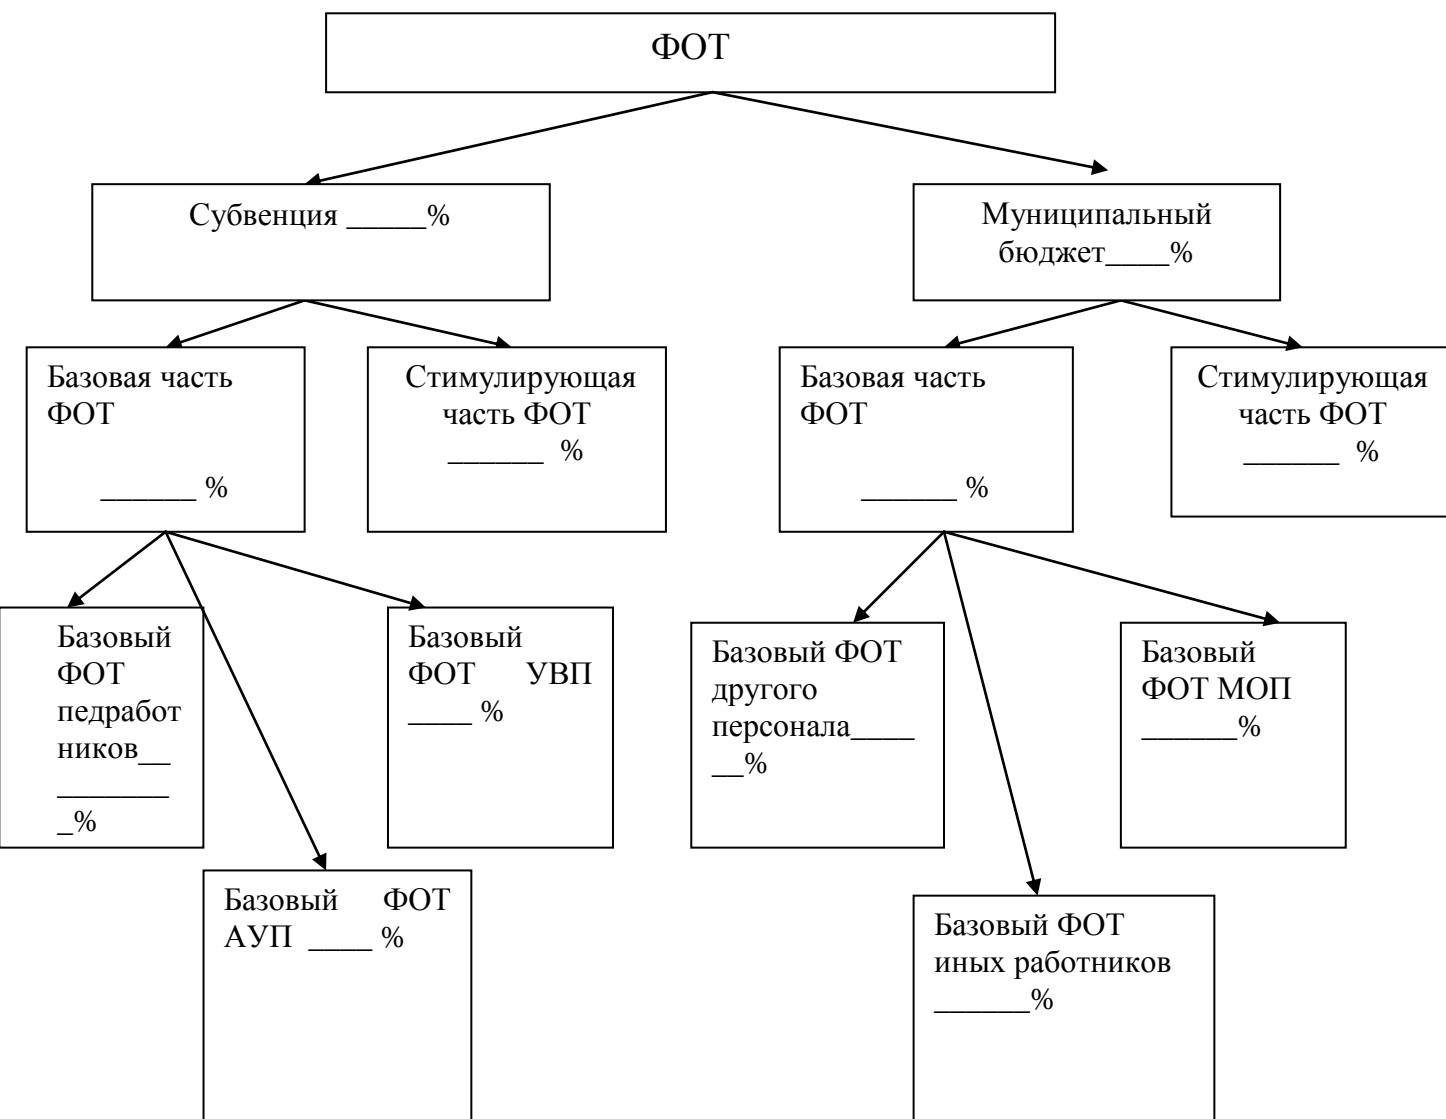 ФОТ
Субвенция _____%
Муниципальный
бюджет____%
Базовая часть
ФОТ
______ %
Стимулирующая
часть ФОТ
______ %
Базовая часть
ФОТ
______ %
Стимулирующая
часть ФОТ
______ %
Базовый
ФОТ
педработ
ников__
_______
_%
Базовый
ФОТ УВП
____ %
Базовый ФОТ
другого
персонала____
__%
Базовый
ФОТ МОП
______%
Базовый ФОТ
АУП ____ %
Базовый ФОТ
иных работников
______%